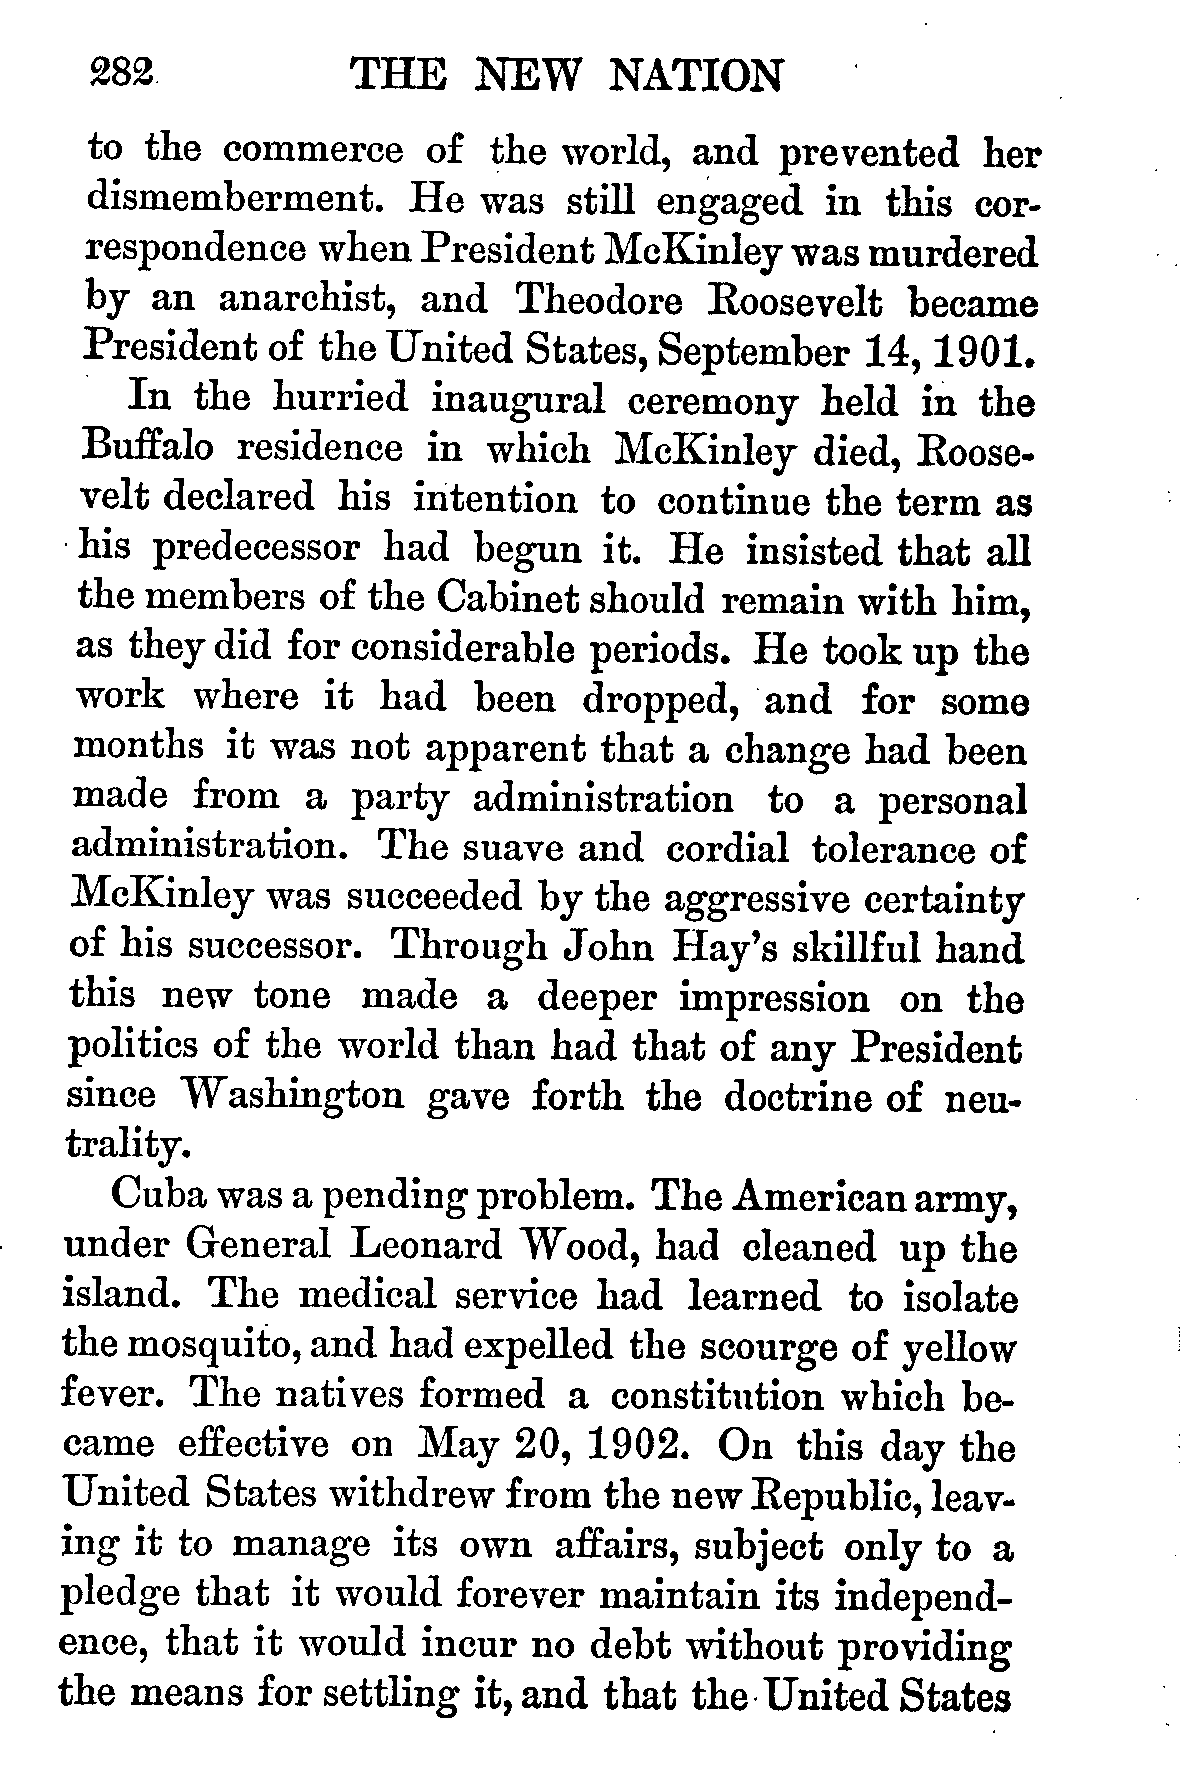 282 THE NEW NATION
to the commerce of the world, and prevented her
dismemberment. He was still engaged in this cor-
respondence when President McKinley was murdered
by an anarchist, and Theodore Roosevelt became
President of the United States, September 14, 1901.
In the hurried inaugural ceremony held in the
Buffalo residence in which McKinley died, Roose-
velt declared his intention to continue the term as
his predecessor had begun it. He insisted that all
the members of the Cabinet should remain with him,
as they did for considerable periods. He took up the
work where it had been dropped, and for some
months it was not apparent that a change had been
made from a party administration to a personal
administration. The suave and cordial tolerance of
McKinley was succeeded by the aggressive certainty
of his successor. Through John Hay's skillful hand
this new tone made a deeper impression on the
politics of the world than had that of any President
since Washington gave forth the doctrine of neu-
trality.
Cuba was a pending problem. The American army,
under General Leonard Wood, had cleaned up the
island. The medical service had learned to isolate
the mosquito, and had expelled the scourge of yellow
fever. The natives formed a constitution which be-
came effective on May 20, 1902. On this day the
United States withdrew from the new Republic, leav-
ing it to manage its own affairs, subject only to a
pledge that it would forever maintain its independ-
ence, that it would incur no debt without providing
the means for settling it, and that the United States